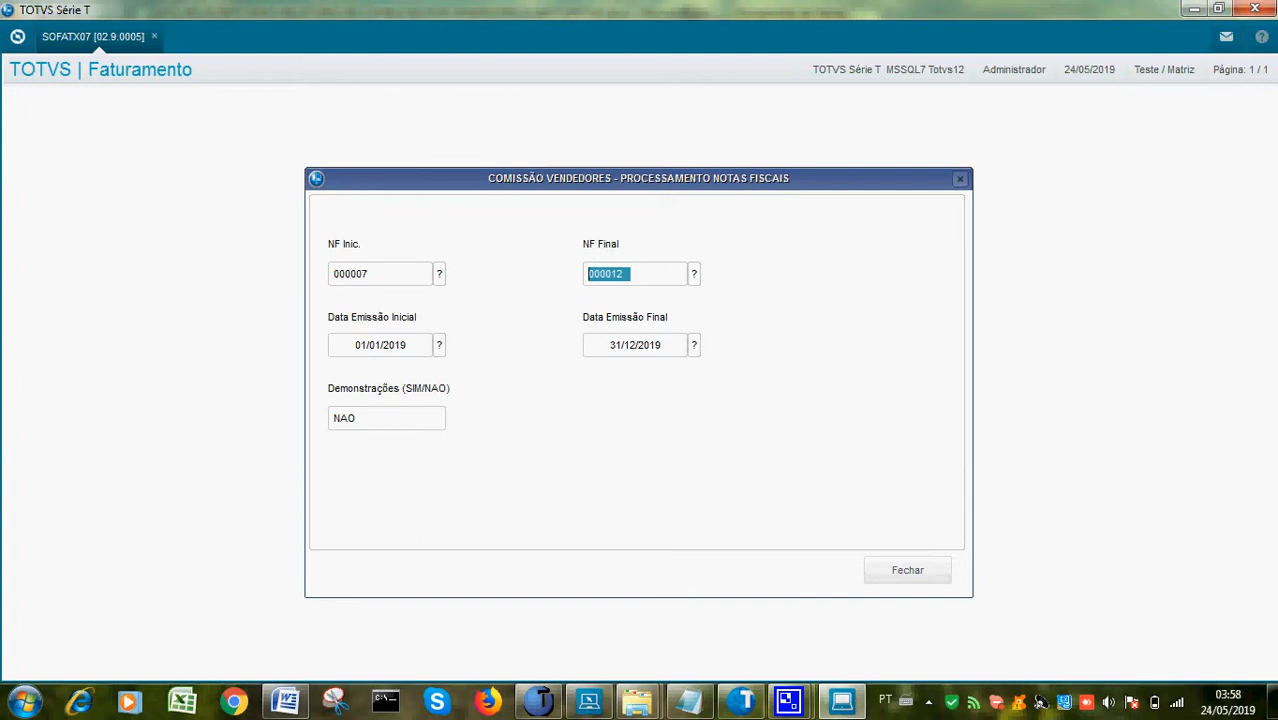 TOTVS Série T
SOFATX07 [02.9.0005] ×
TOTVS | Faturamento
TOTVS Série T MSSQL7 Totvs12 Administrador 24/05/2019 Teste / Matriz Página: 1 / 1
COMISSÃO VENDEDORES - PROCESSAMENTO NOTAS FISCAIS
NF Inic. NF Final
000007 ? 000012 ?
Data Emissão Inicial Data Emissão Final
01/01/2019 ? 31/12/2019 ?
Demonstrações (SIM/NAO)
NAO
Fechar
PT 03:58
24/05/2019